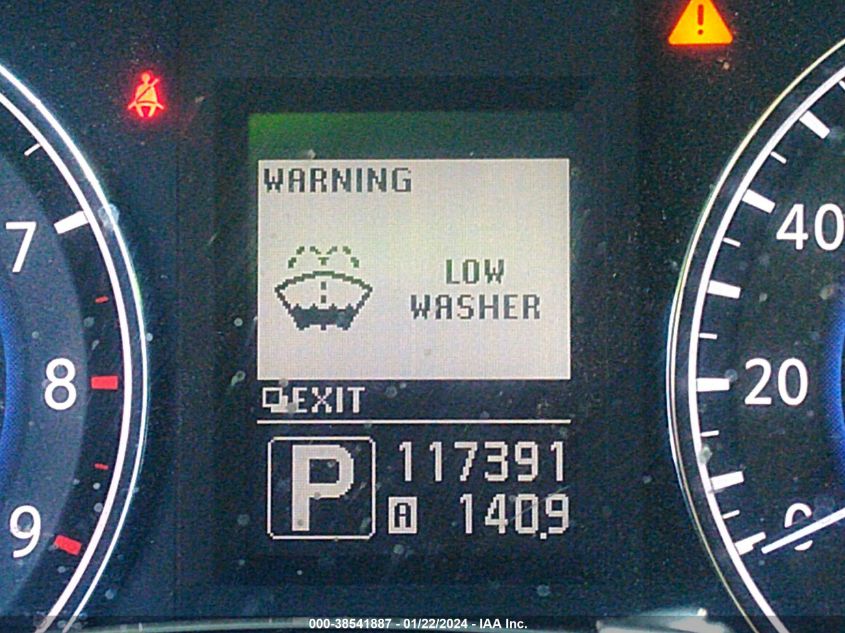 WARNING
LOW
WASHER
EXIT
P
117391
A 140.9
7
8
9
40
20
0
000-38541887 - 01/22/2024 - IAA Inc.